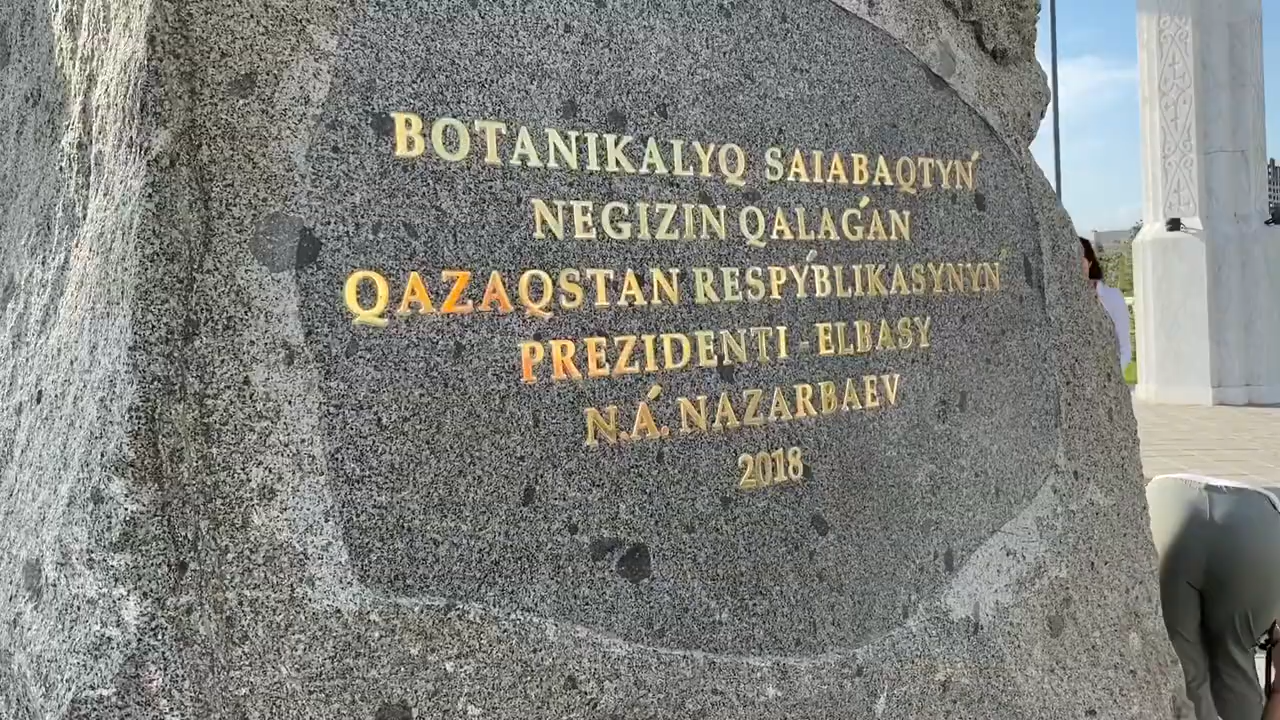 BOTANIKALYQ SAIABAQTYŃ
NEGIZIN QALAǴAN
QAZAQSTAN RESPÝBLIKASYNYŃ
PREZIDENTI - ELBASY
N.Á. NAZARBAEV
2018